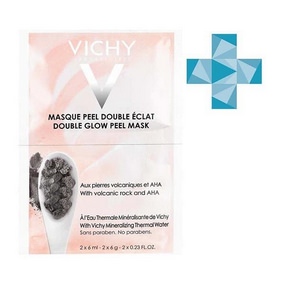 VICHY
MASQUE PEEL DOUBLE ÉCLAT
DOUBLE GLOW PEEL MASK
Aux pierres volcaniques et AHA
With volcanic rock and AHA
À l'Eau Thermale Minéralisante de Vichy
With Vichy Mineralizing Thermal Water
Sans paraben. No paraben.
2 x 6 ml - 2 x 6 g - 2 x 0.23 FL.OZ.